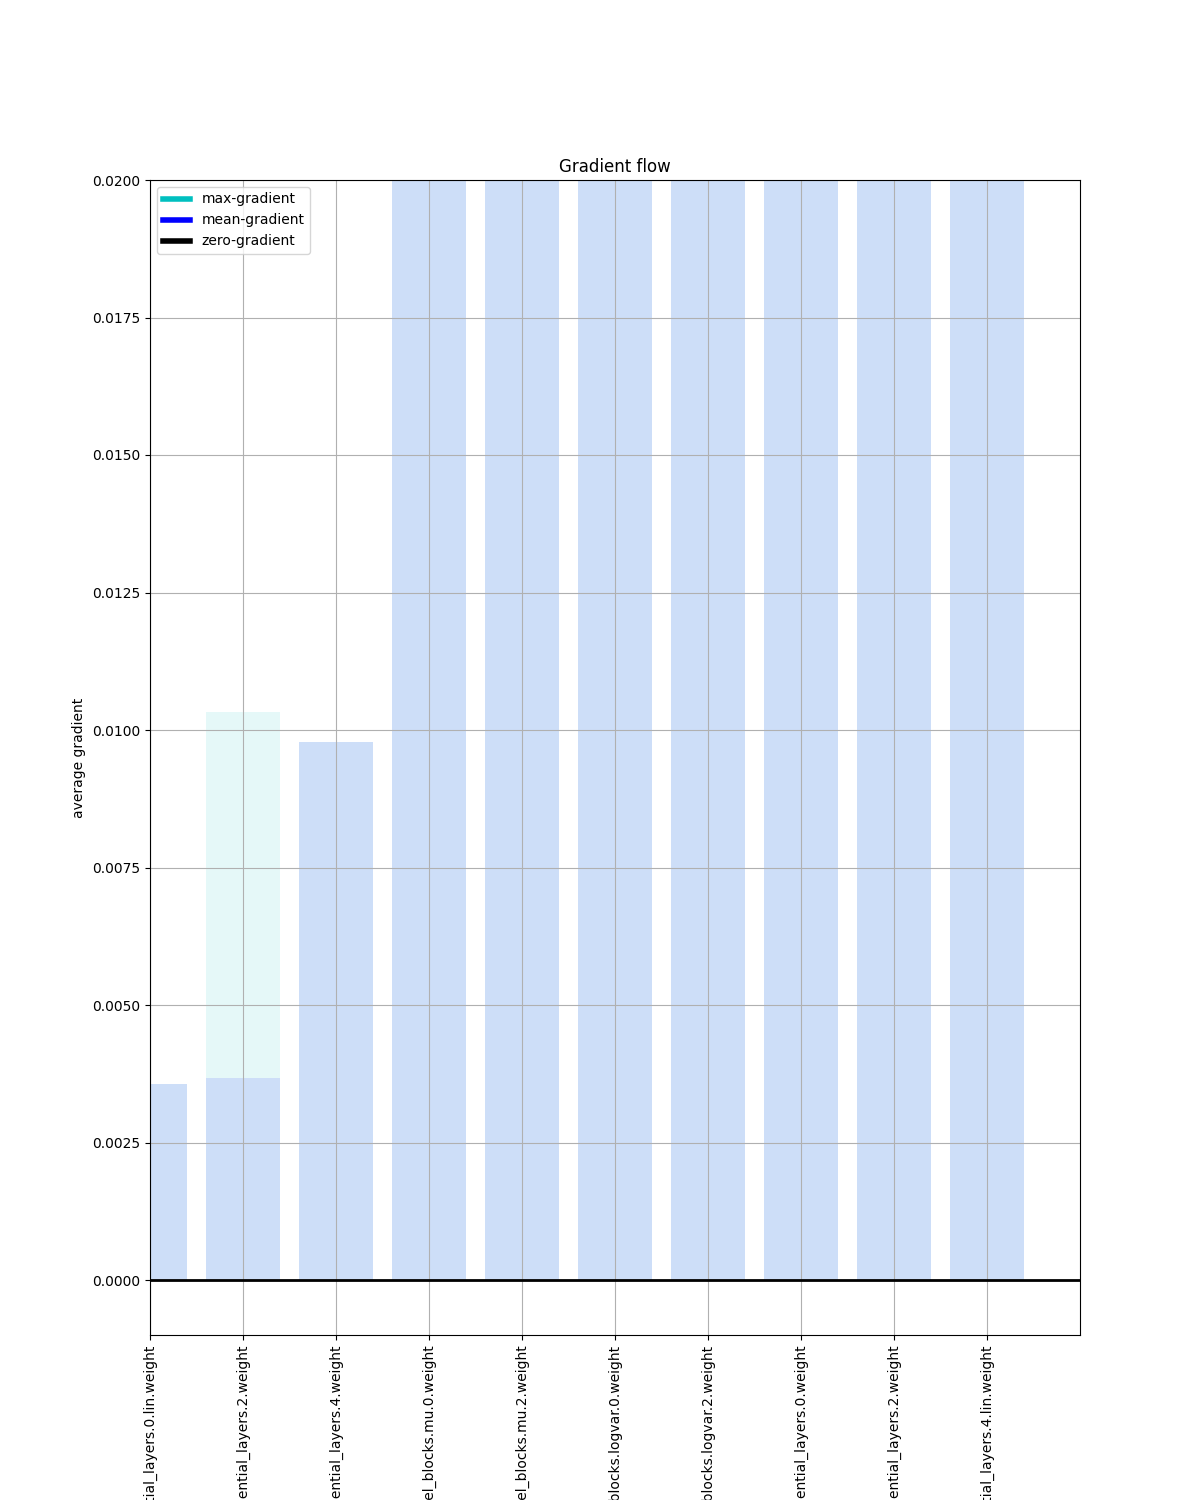 Gradient flow
max-gradient
mean-gradient
zero-gradient
0.0200
0.0175
0.0150
0.0125
0.0100
0.0075
0.0050
0.0025
0.0000
average gradient
tial_layers.0.lin.weight
ential_layers.2.weight
ential_layers.4.weight
el_blocks.mu.0.weight
el_blocks.mu.2.weight
blocks.logvar.0.weight
blocks.logvar.2.weight
ential_layers.0.weight
ential_layers.2.weight
tial_layers.4.lin.weight